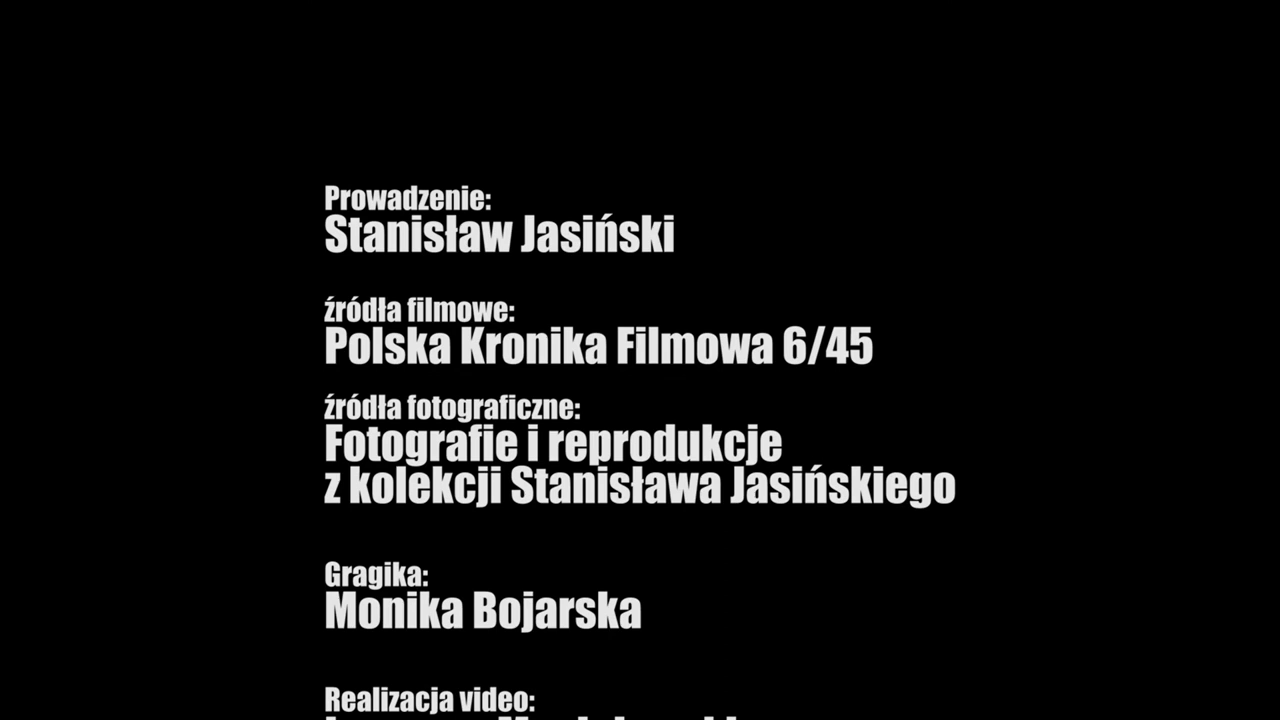 Prowadzenie:
Stanisław Jasiński
źródła filmowe:
Polska Kronika Filmowa 6/45
źródła fotograficzne:
Fotografie i reprodukcje
z kolekcji Stanisława Jasińskiego
Gragika:
Monika Bojarska
Realizacja video: